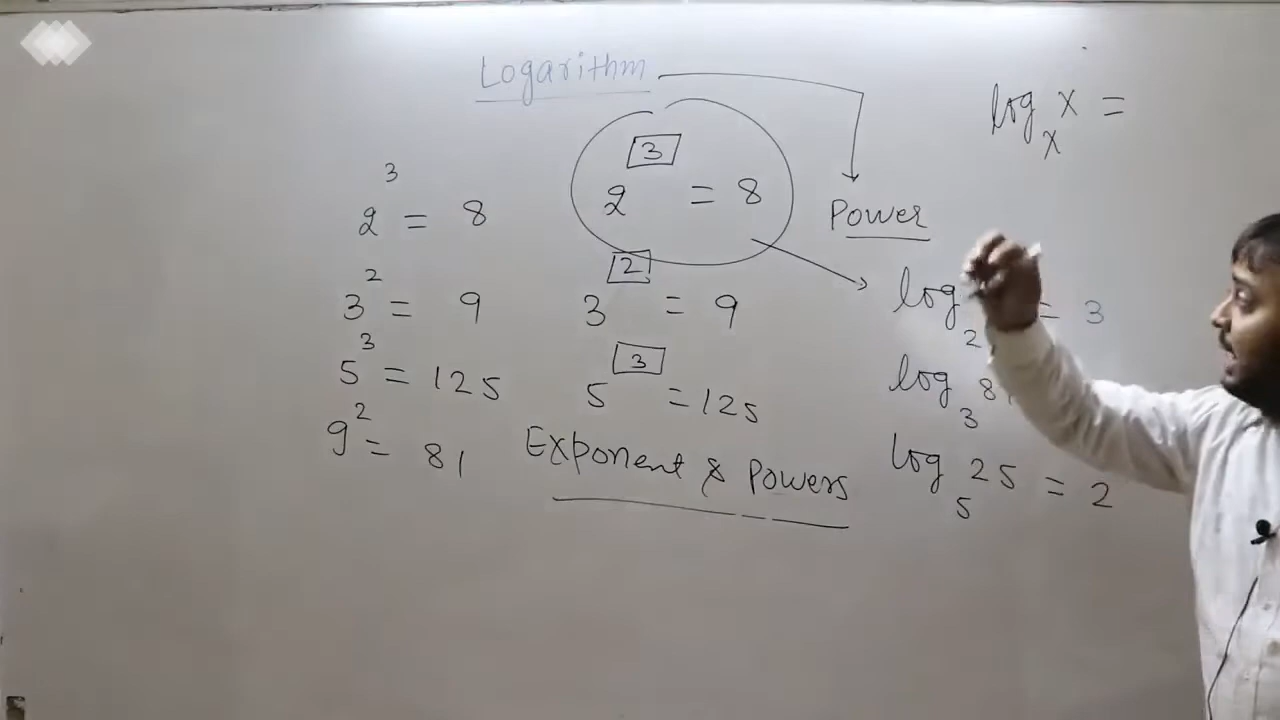 Logarithm
log_x x =
2^3 = 8
2^3 = 8
Power
3^2 = 9
3^2 = 9
log_2 = 3
5^3 = 125
5^3 = 125
log_3 81
9^2 = 81
Exponent & Powers
log_5 25 = 2